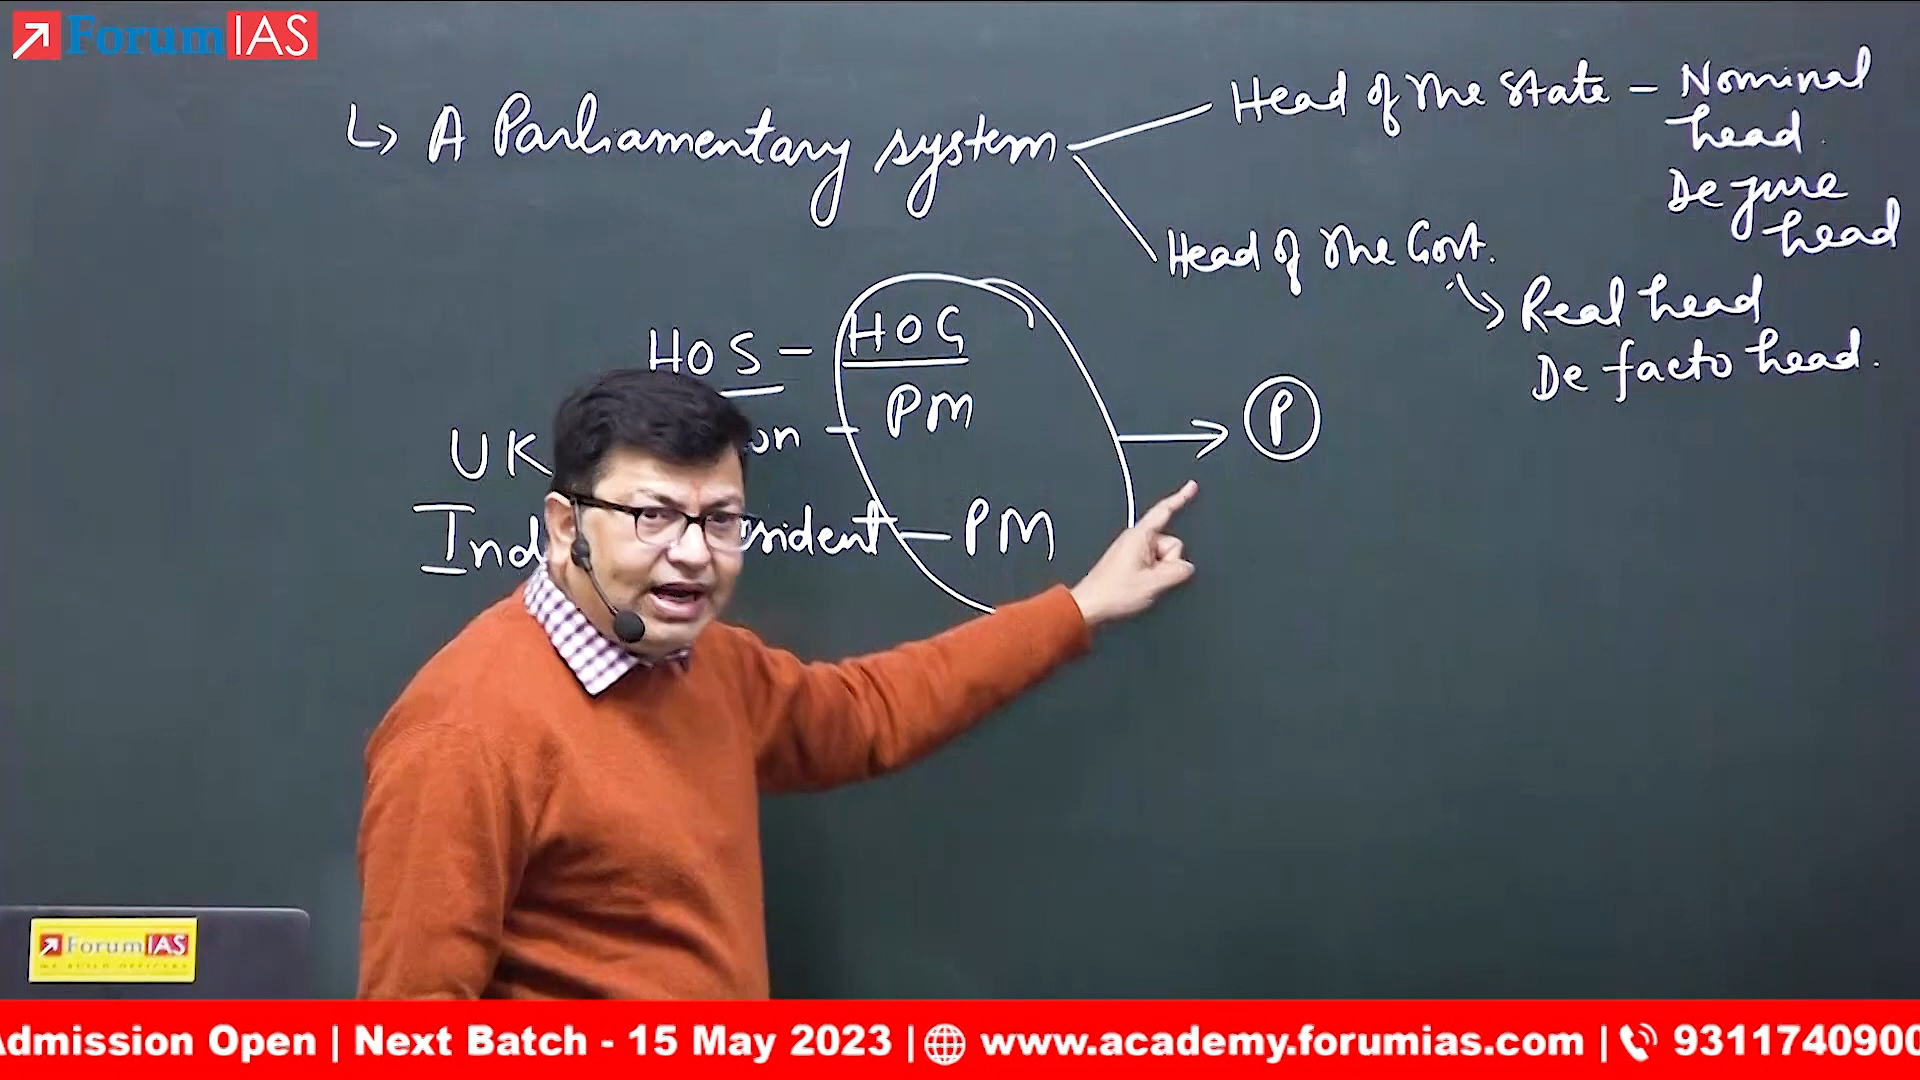 ForumIAS
↳ A Parliamentary system
Head of the State - Nominal
head
De jure
head
Head of the Govt.
↳ Real head
De facto head.
HOS - HOG
UK - PM
P
- PM
ForumIAS
Admission Open | Next Batch - 15 May 2023 | www.academy.forumias.com | 9311740900